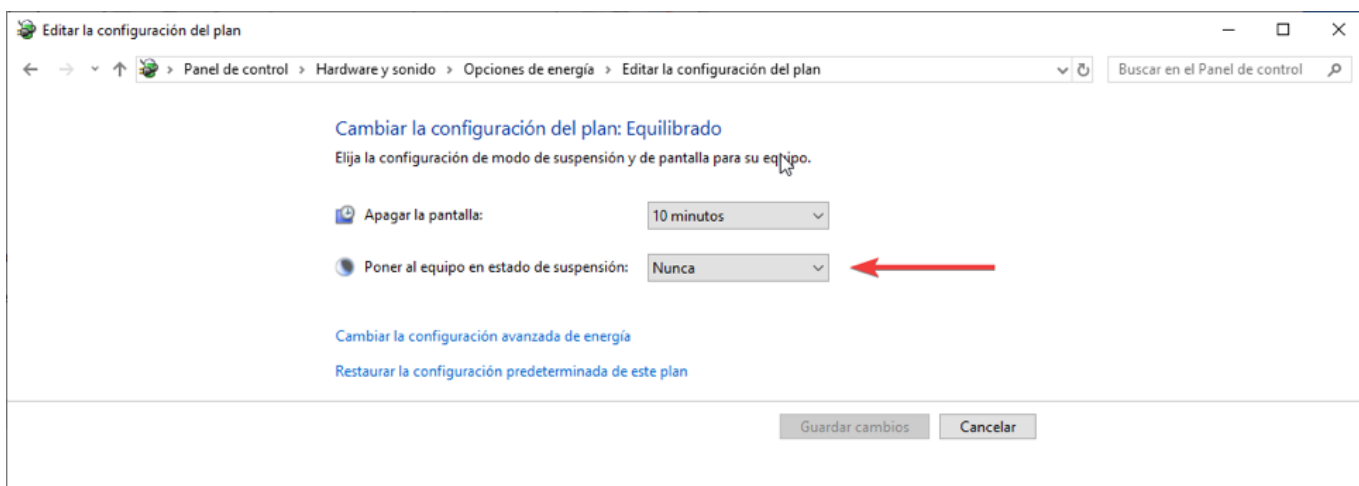 Editar la configuración del plan
Panel de control > Hardware y sonido > Opciones de energía > Editar la configuración del plan
Buscar en el Panel de control
Cambiar la configuración del plan: Equilibrado
Elija la configuración de modo de suspensión y de pantalla para su equipo.
Apagar la pantalla: 10 minutos
Poner al equipo en estado de suspensión: Nunca
Cambiar la configuración avanzada de energía
Restaurar la configuración predeterminada de este plan
Guardar cambios Cancelar